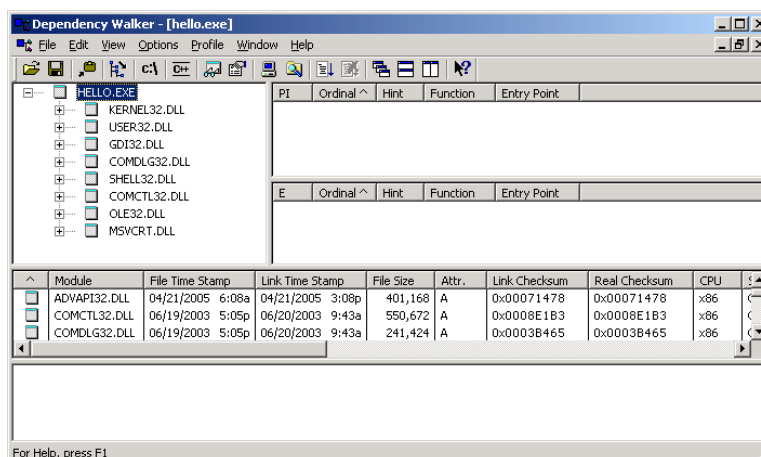 Dependency Walker - [hello.exe]
File Edit View Options Profile Window Help
c:\ C++
HELLO.EXE
KERNEL32.DLL
USER32.DLL
GDI32.DLL
COMDLG32.DLL
SHELL32.DLL
COMCTL32.DLL
OLE32.DLL
MSVCRT.DLL
PI Ordinal ^ Hint Function Entry Point
E Ordinal ^ Hint Function Entry Point
^ Module File Time Stamp Link Time Stamp File Size Attr. Link Checksum Real Checksum CPU
ADVAPI32.DLL 04/21/2005 6:08a 04/21/2005 3:08p 401,168 A 0x00071478 0x00071478 x86
COMCTL32.DLL 06/19/2003 5:05p 06/20/2003 9:43a 550,672 A 0x0008E1B3 0x0008E1B3 x86
COMDLG32.DLL 06/19/2003 5:05p 06/20/2003 9:43a 241,424 A 0x0003B465 0x0003B465 x86
For Help, press F1